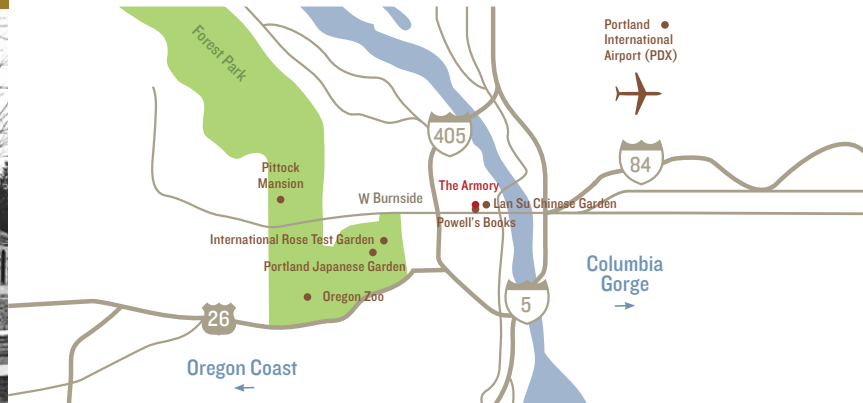 Portland
International
Airport (PDX)
Forest Park
405
84
Pittock
Mansion
The Armory
W Burnside
Lan Su Chinese Garden
Powell's Books
International Rose Test Garden
Portland Japanese Garden
Columbia
Gorge
Oregon Zoo
5
26
Oregon Coast